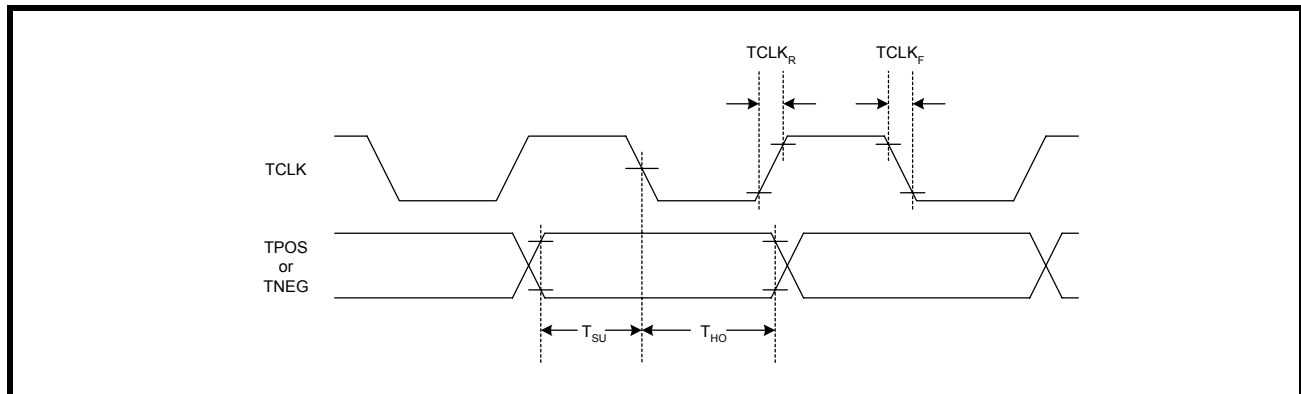 TCLK_R
TCLK_F
TCLK
TPOS
or
TNEG
T_SU
T_HO